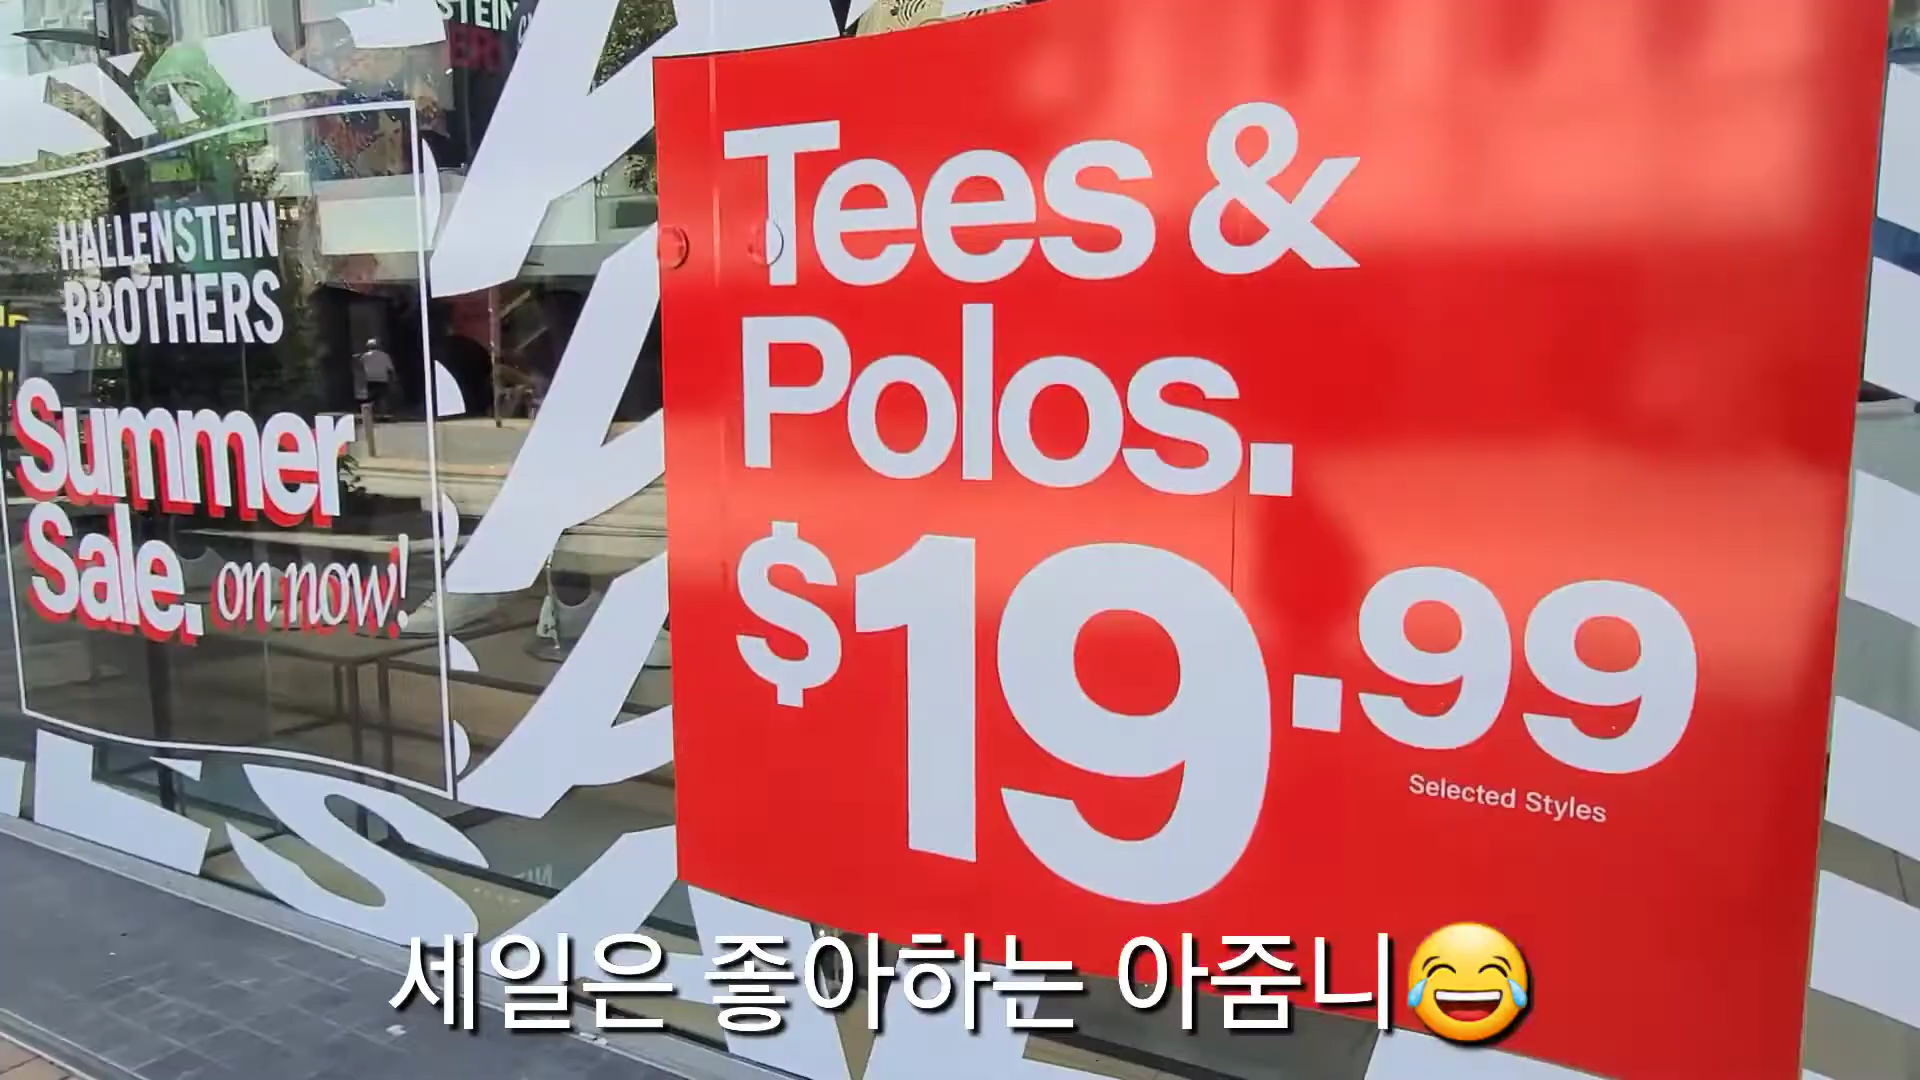 HALLENSTEIN
BROTHERS
Summer
Sale. on now!
Tees &
Polos.
$19.99
Selected Styles
세일은 좋아하는 아줌니😂